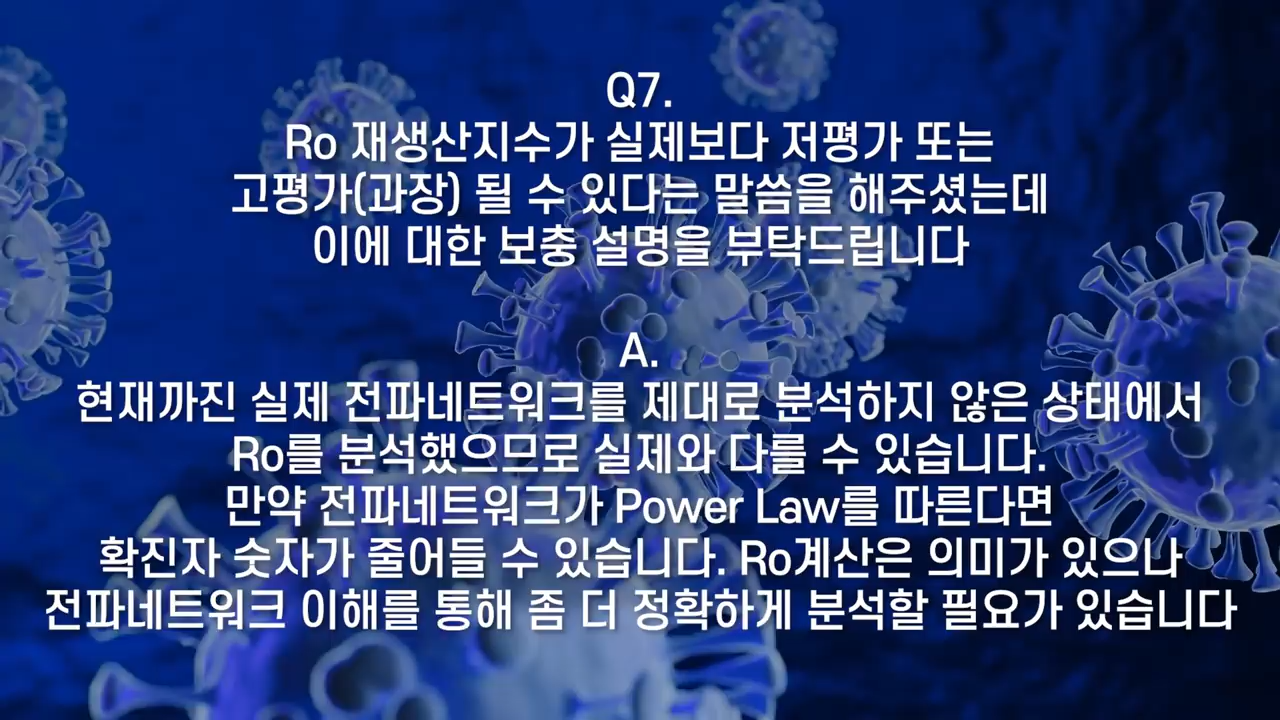 Q7.
Ro 재생산지수가 실제보다 저평가 또는
고평가(과장) 될 수 있다는 말씀을 해주셨는데
이에 대한 보충 설명을 부탁드립니다
A.
현재까진 실제 전파네트워크를 제대로 분석하지 않은 상태에서
Ro를 분석했으므로 실제와 다를 수 있습니다.
만약 전파네트워크가 Power Law를 따른다면
확진자 숫자가 줄어들 수 있습니다. Ro계산은 의미가 있으나
전파네트워크 이해를 통해 좀 더 정확하게 분석할 필요가 있습니다